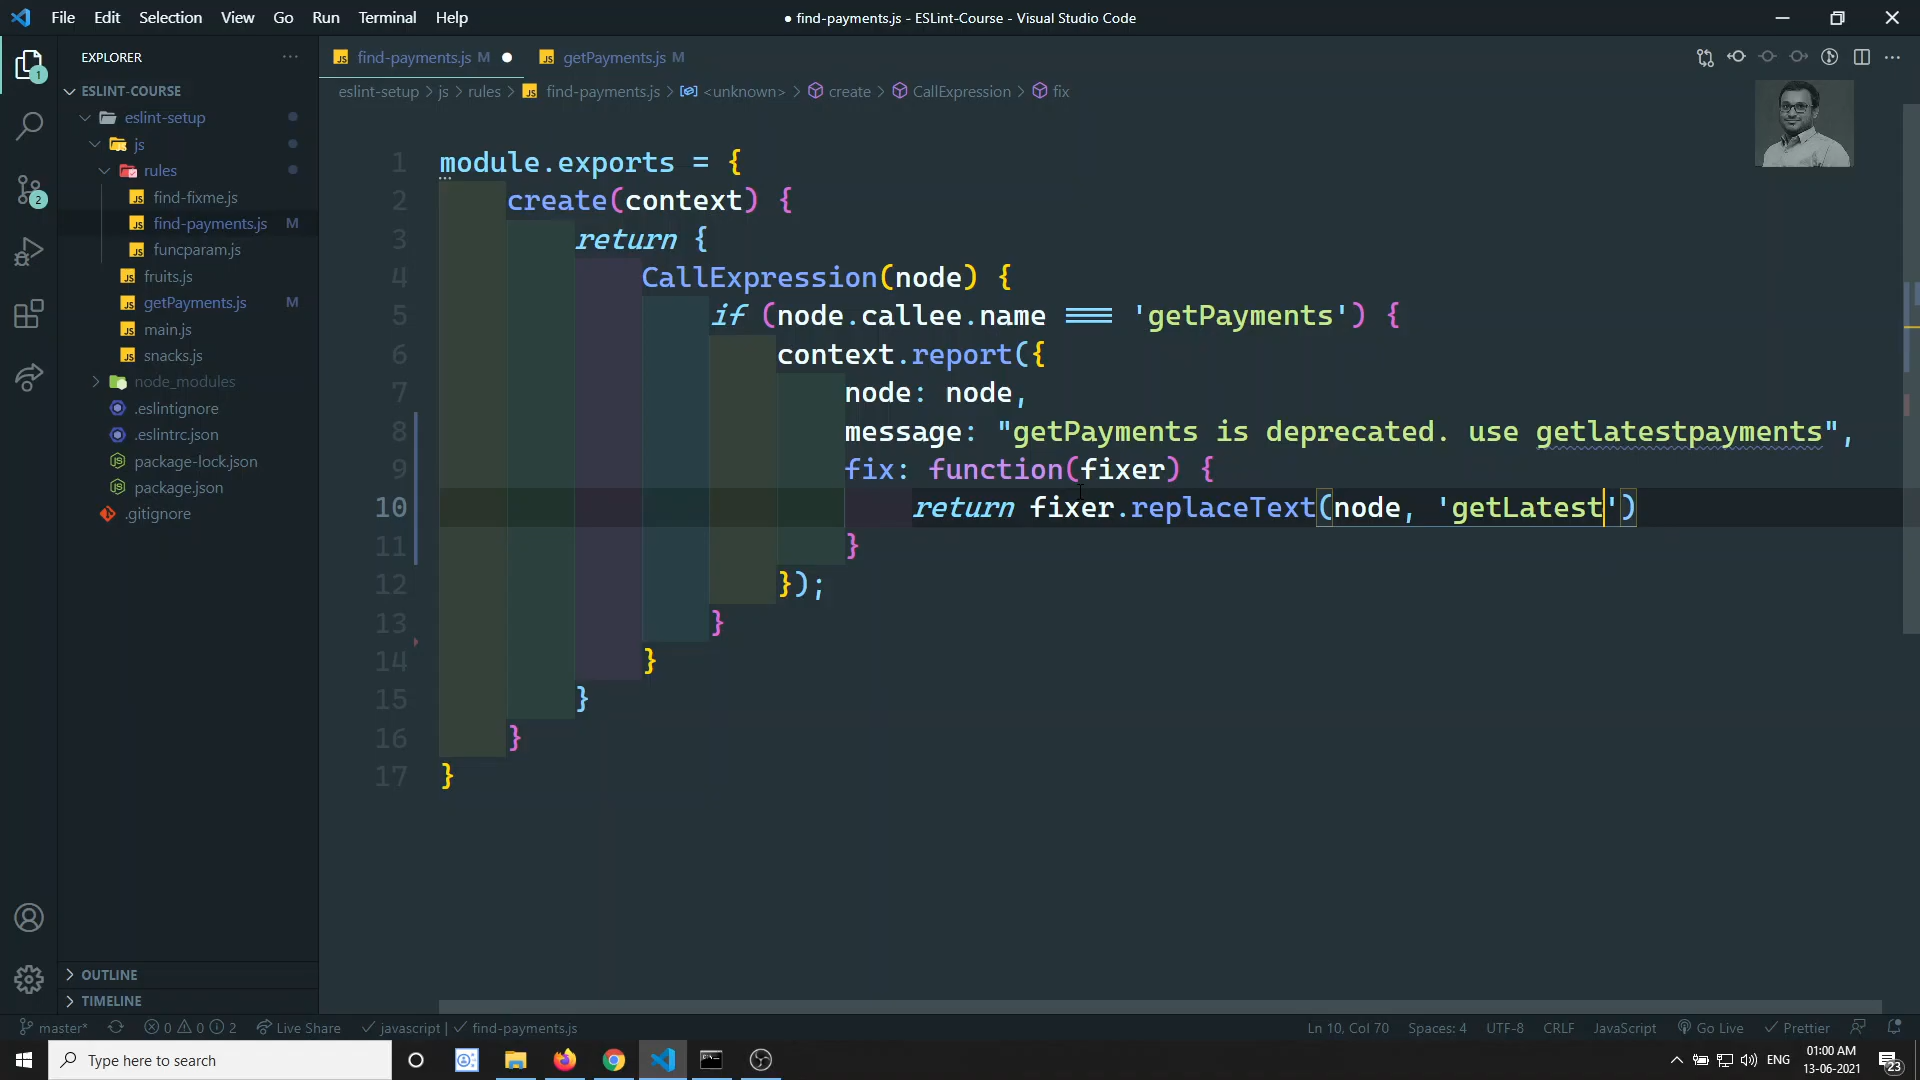 File Edit Selection View Go Run Terminal Help
● find-payments.js - ESLint-Course - Visual Studio Code
EXPLORER
find-payments.js M
getPayments.js M
eslint-setup > js > rules > find-payments.js > <unknown> > create > CallExpression > fix
ESLINT-COURSE
eslint-setup
js
rules
find-fixme.js
find-payments.js M
funcparam.js
fruits.js
getPayments.js M
main.js
snacks.js
node_modules
.eslintignore
.eslintrc.json
package-lock.json
package.json
.gitignore
OUTLINE
TIMELINE
1
2
1 module.exports = {
2 create(context) {
3 return {
4 CallExpression(node) {
5 if (node.callee.name === 'getPayments') {
6 context.report({
7 node: node,
8 message: "getPayments is deprecated. use getlatestpayments",
9 fix: function(fixer) {
10 return fixer.replaceText(node, 'getLatest')
11 }
12 });
13 }
14 }
15 }
16 }
17 }
master* 0 0 2 Live Share javascript | find-payments.js
Ln 10, Col 70 Spaces: 4 UTF-8 CRLF JavaScript Go Live Prettier
Type here to search
ENG
01:00 AM
13-06-2021
23